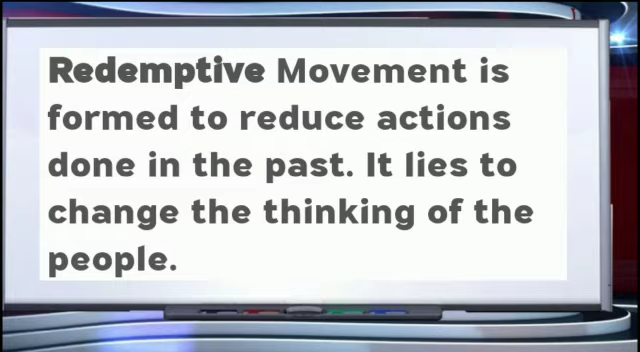 Redemptive Movement is
formed to reduce actions
done in the past. It lies to
change the thinking of the
people.